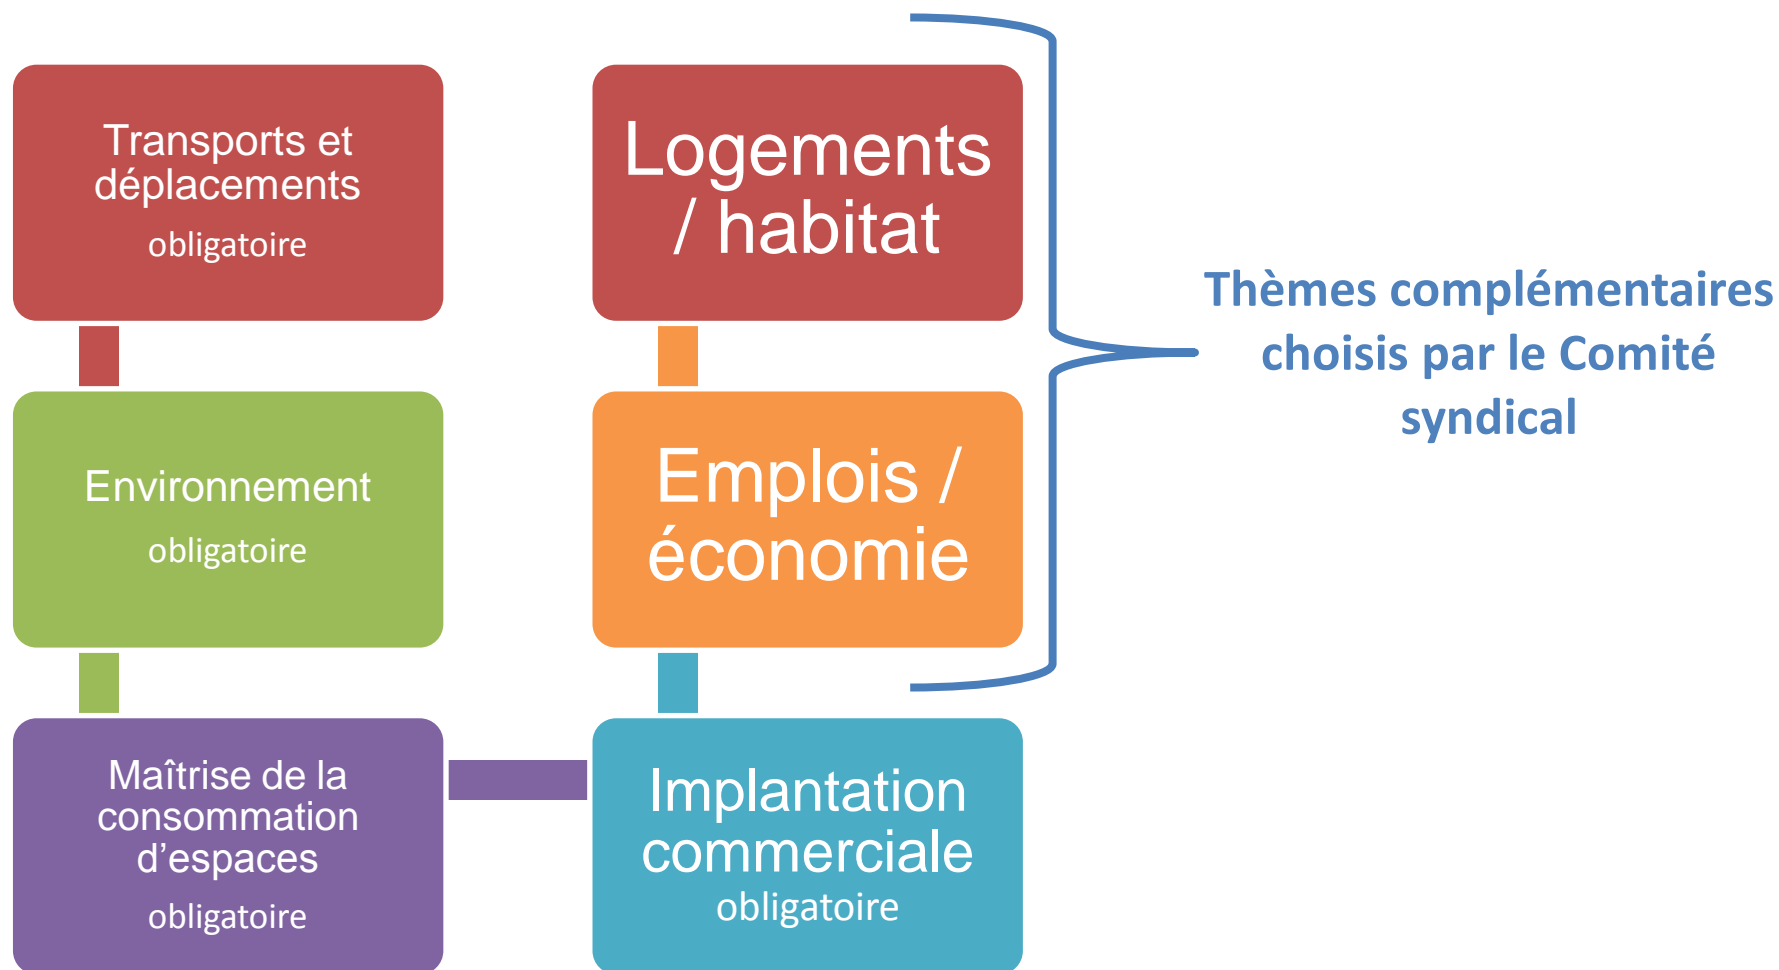 Transports et
déplacements
obligatoire
Environnement
obligatoire
Maîtrise de la
consommation
d’espaces
obligatoire
Implantation
commerciale
obligatoire
Emplois /
économie
Logements
/ habitat
Thèmes complémentaires
choisis par le Comité
syndical